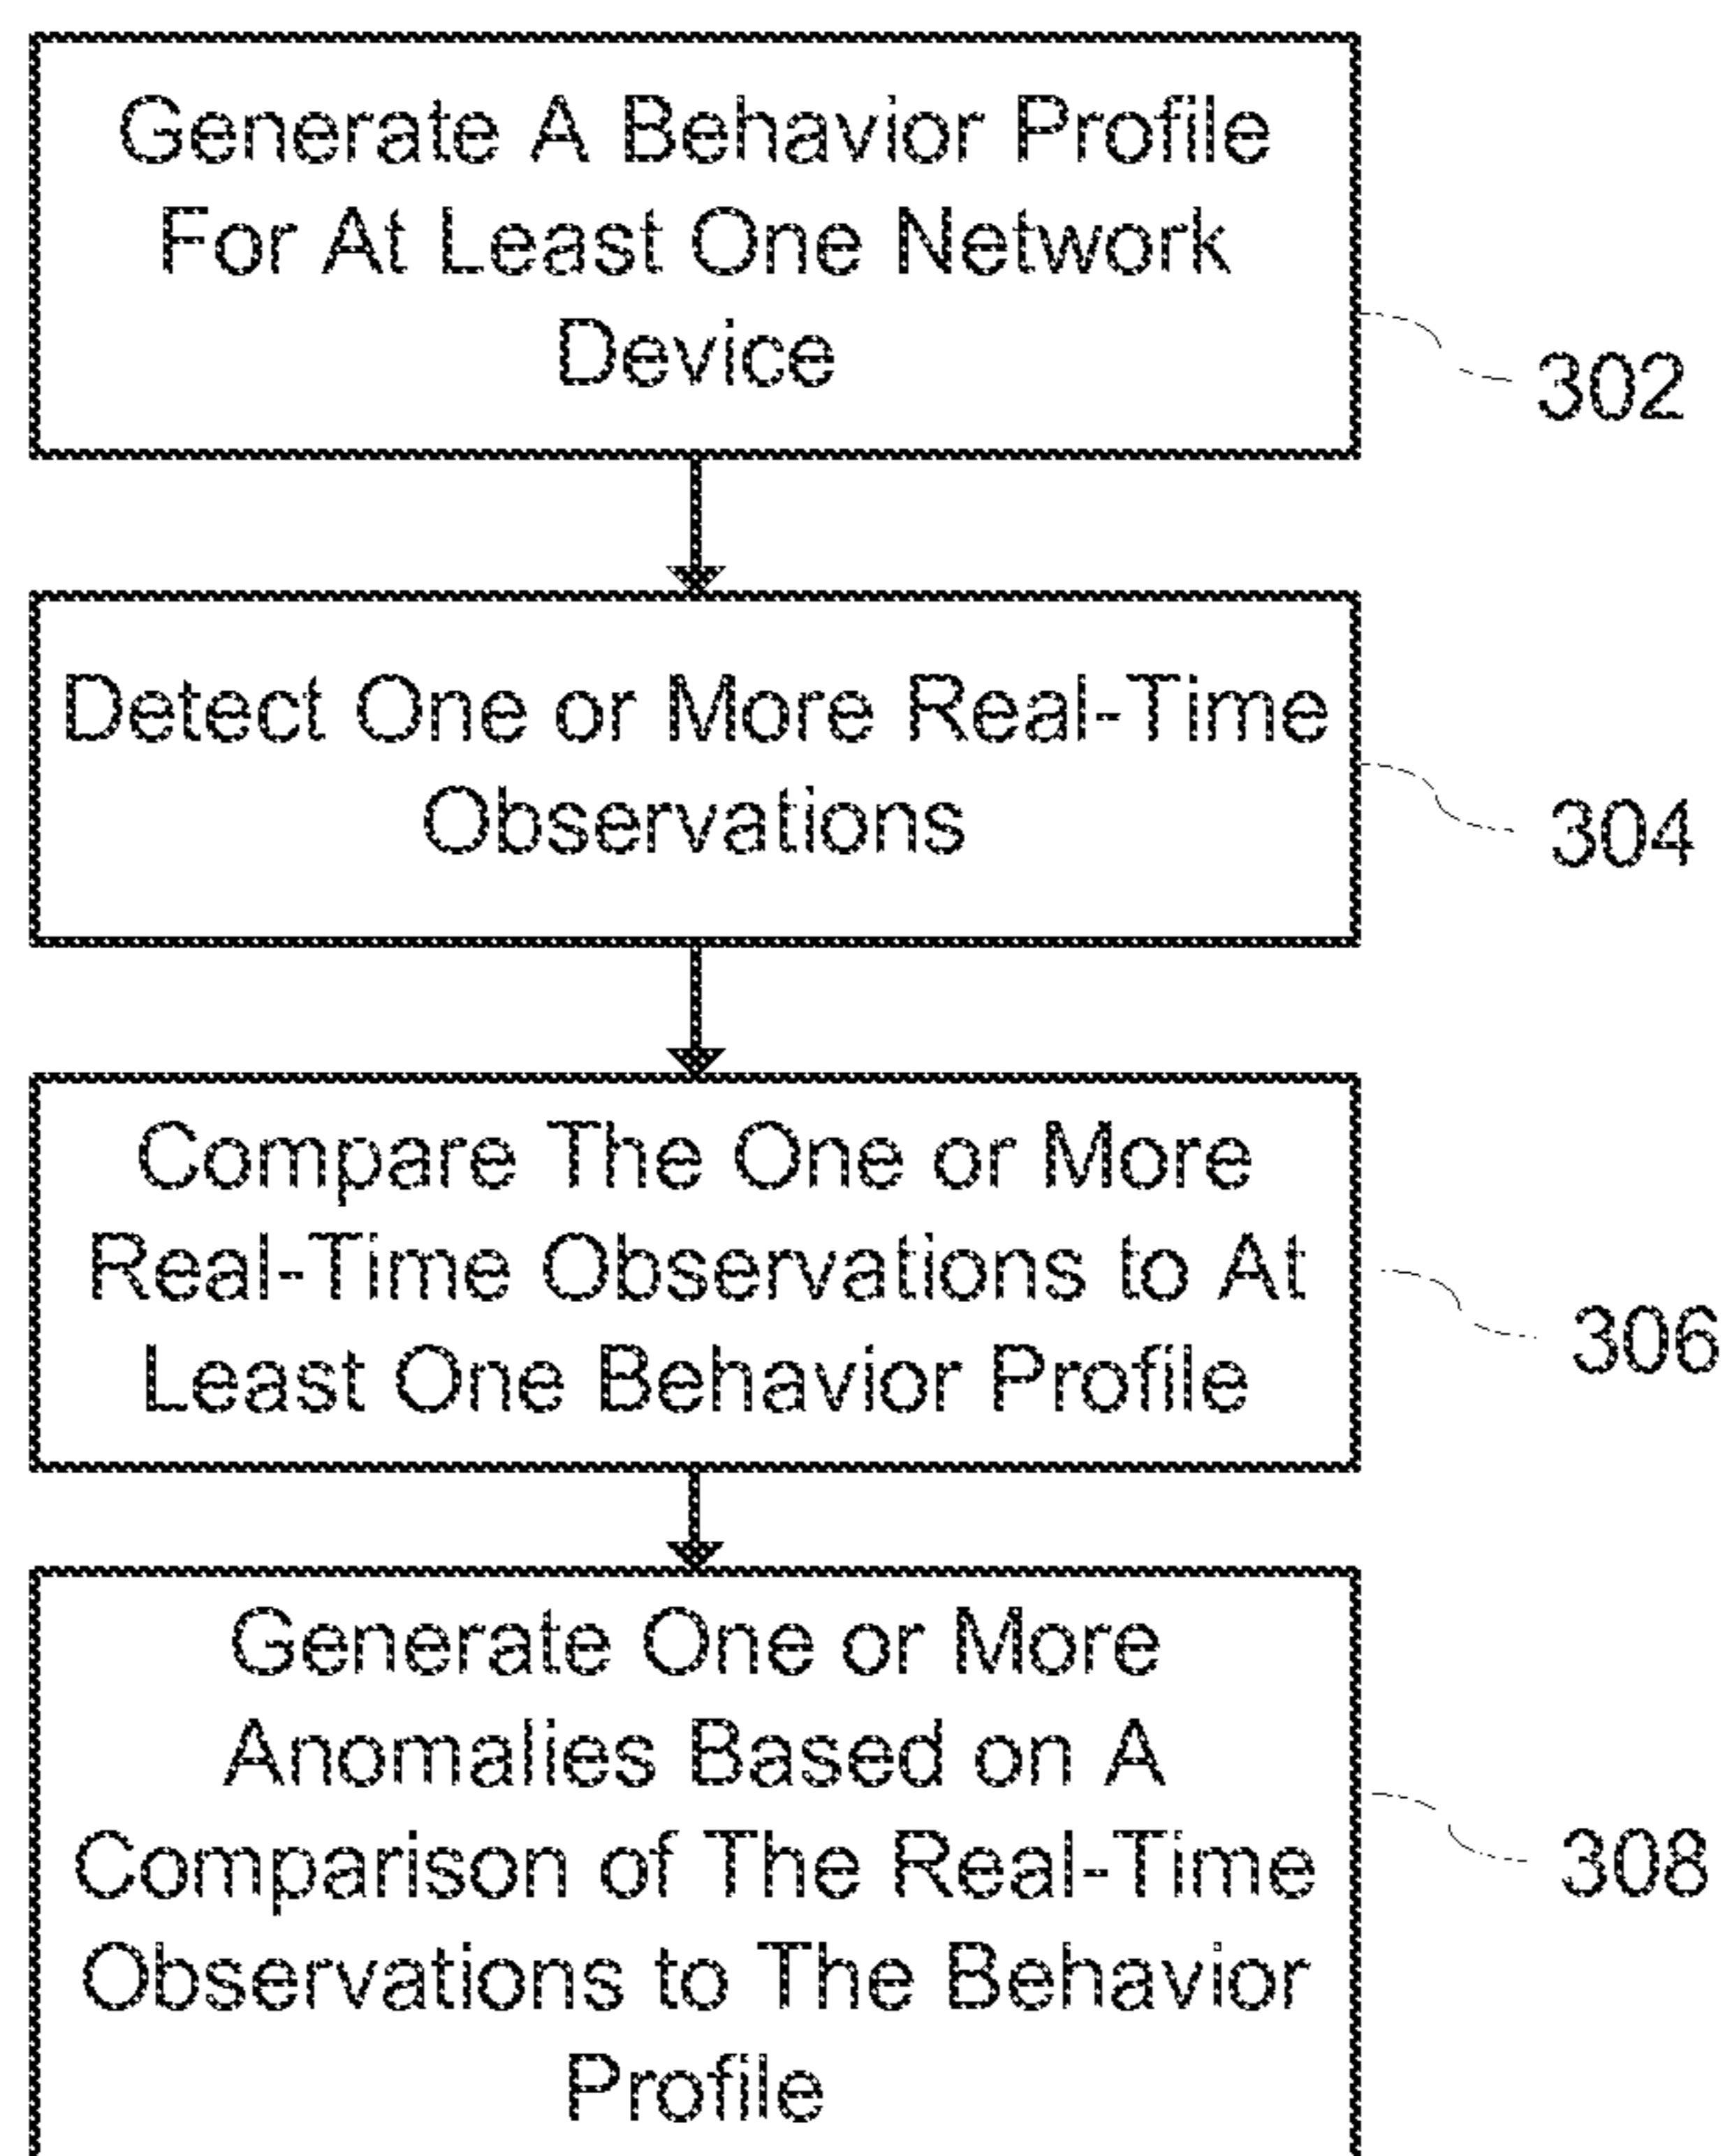 Generate A Behavior Profile
For At Least One Network
Device
302
Detect One or More Real-Time
Observations
304
Compare The One or More
Real-Time Observations to At
Least One Behavior Profile
306
Generate One or More
Anomalies Based on A
Comparison of The Real-Time
Observations to The Behavior
Profile
308